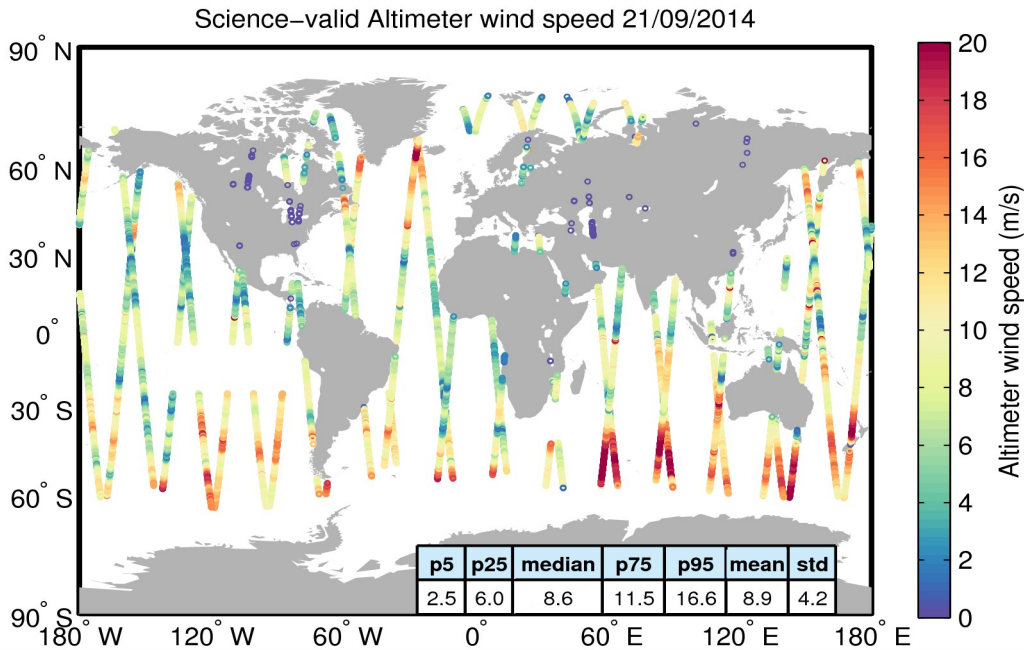 Science−valid Altimeter wind speed 21/09/2014
90° N
60° N
30° N
0°
30° S
60° S
90° S
180° W
120° W
60° W
0°
60° E
120° E
180° E
p5 p25 median p75 p95 mean std
2.5 6.0 8.6 11.5 16.6 8.9 4.2
20
18
16
14
12
10
8
6
4
2
0
Altimeter wind speed (m/s)